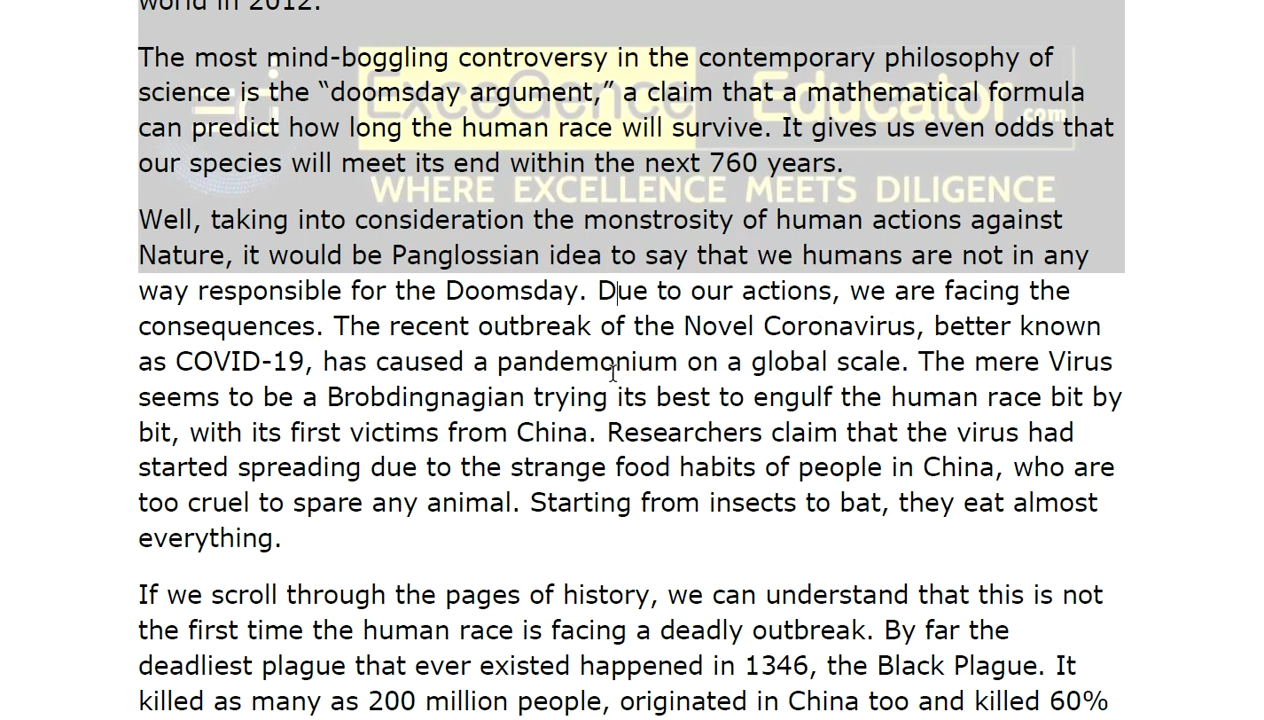 world in 2012.
The most mind-boggling controversy in the contemporary philosophy of
science is the “doomsday argument,” a claim that a mathematical formula
can predict how long the human race will survive. It gives us even odds that
our species will meet its end within the next 760 years.
WHERE EXCELLENCE MEETS DILIGENCE
Well, taking into consideration the monstrosity of human actions against
Nature, it would be Panglossian idea to say that we humans are not in any
way responsible for the Doomsday. Due to our actions, we are facing the
consequences. The recent outbreak of the Novel Coronavirus, better known
as COVID-19, has caused a pandemonium on a global scale. The mere Virus
seems to be a Brobdingnagian trying its best to engulf the human race bit by
bit, with its first victims from China. Researchers claim that the virus had
started spreading due to the strange food habits of people in China, who are
too cruel to spare any animal. Starting from insects to bat, they eat almost
everything.
If we scroll through the pages of history, we can understand that this is not
the first time the human race is facing a deadly outbreak. By far the
deadliest plague that ever existed happened in 1346, the Black Plague. It
killed as many as 200 million people, originated in China too and killed 60%